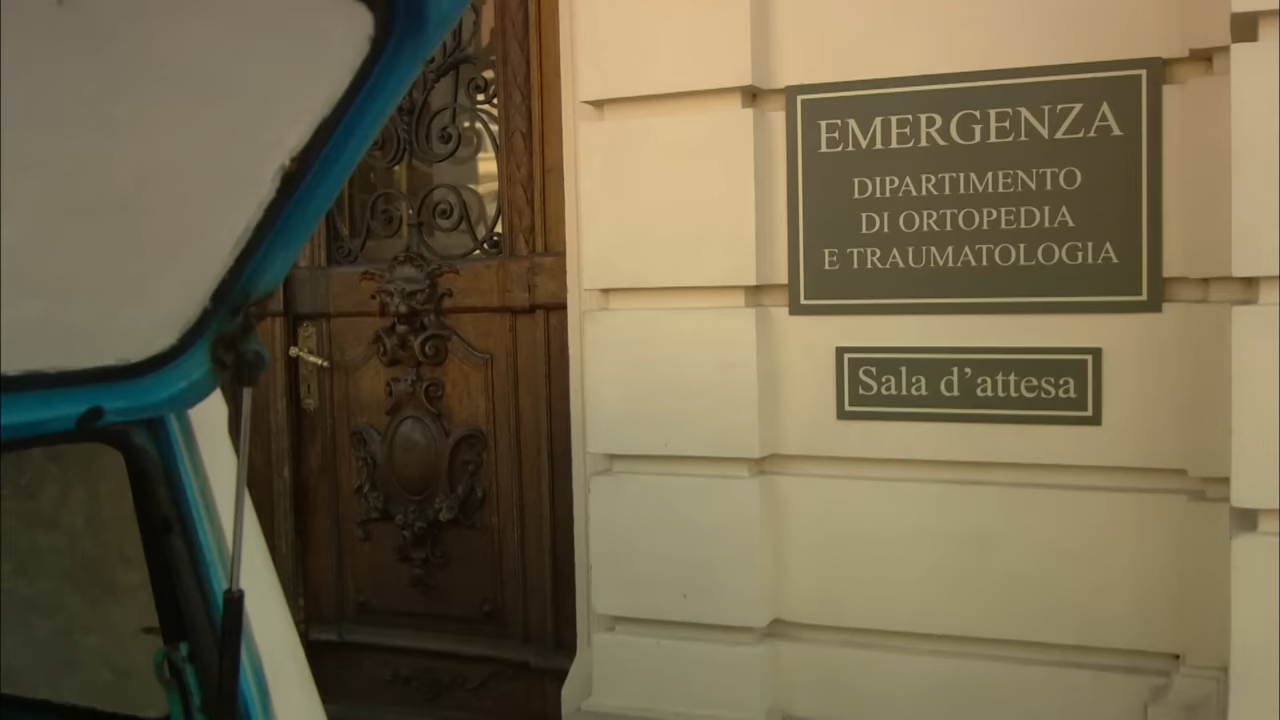 EMERGENZA
DIPARTIMENTO
DI ORTOPEDIA
E TRAUMATOLOGIA
Sala d'attesa